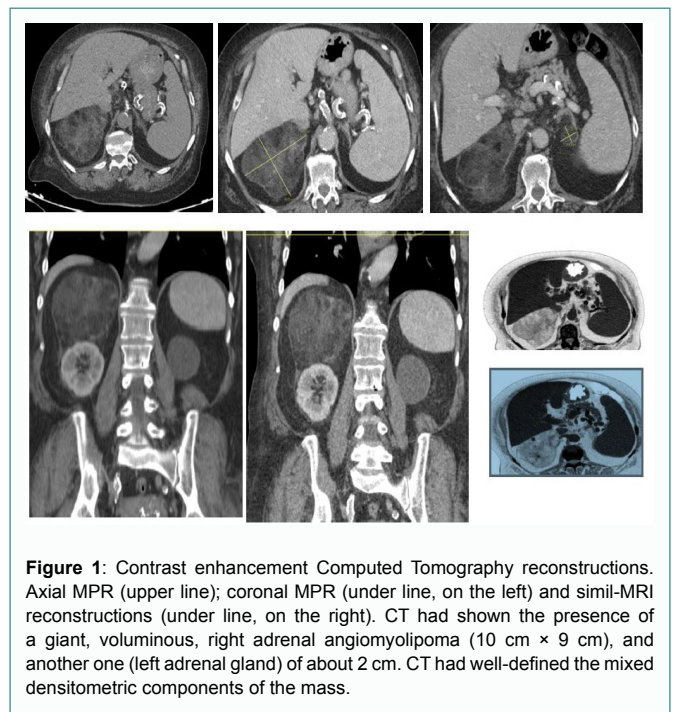 Figure 1: Contrast enhancement Computed Tomography reconstructions.
Axial MPR (upper line); coronal MPR (under line, on the left) and simil-MRI
reconstructions (under line, on the right). CT had shown the presence of
a giant, voluminous, right adrenal angiomyolipoma (10 cm × 9 cm), and
another one (left adrenal gland) of about 2 cm. CT had well-defined the mixed
densitometric components of the mass.